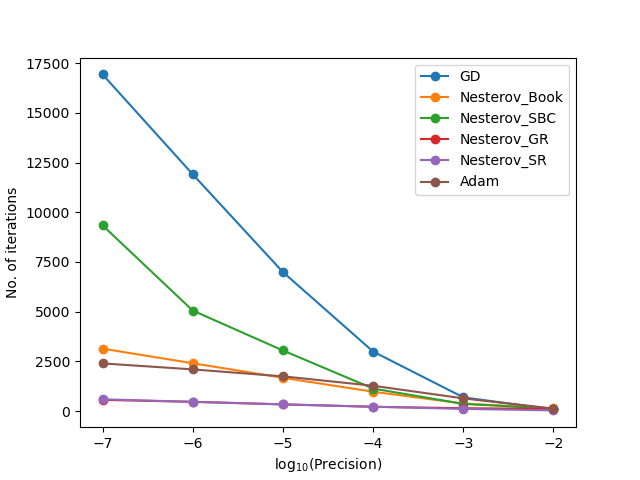 17500
15000
12500
10000
7500
5000
2500
0
No. of iterations
GD
Nesterov_Book
Nesterov_SBC
Nesterov_GR
Nesterov_SR
Adam
−7 −6 −5 −4 −3 −2
log₁₀(Precision)